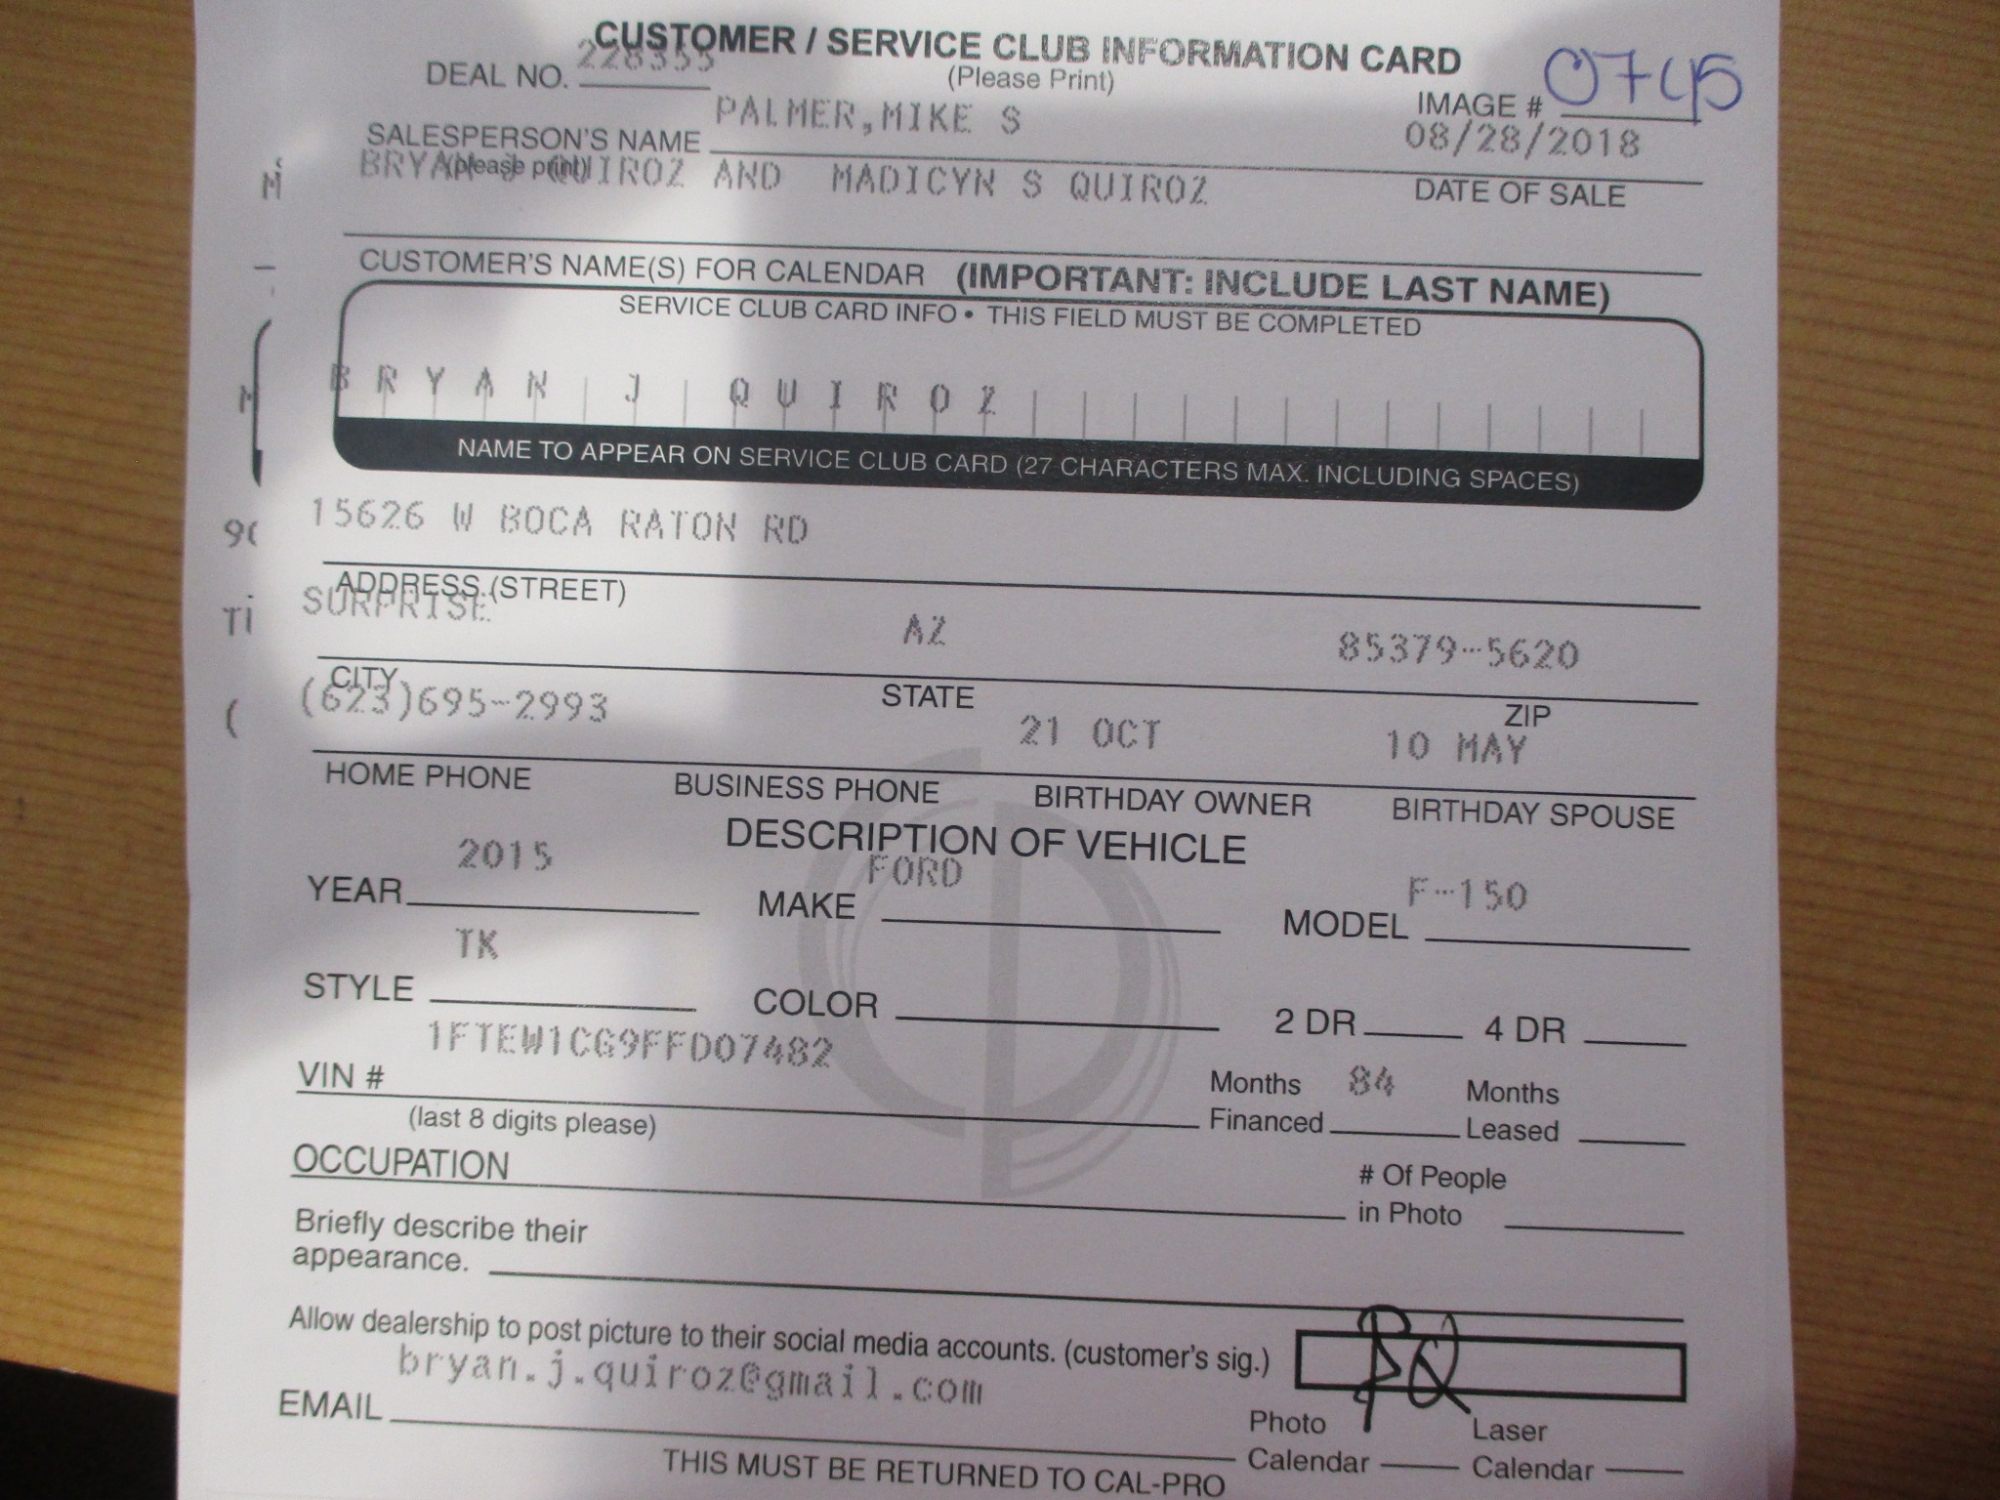 CUSTOMER / SERVICE CLUB INFORMATION CARD
(Please Print)
DEAL NO. 228355
IMAGE # 0745
SALESPERSON'S NAME PALMER,MIKE S
(please print)
08/28/2018
DATE OF SALE
BRYAN J QUIROZ AND MADICYN S QUIROZ
CUSTOMER'S NAME(S) FOR CALENDAR (IMPORTANT: INCLUDE LAST NAME)
SERVICE CLUB CARD INFO • THIS FIELD MUST BE COMPLETED
BRYAN J QUIROZ
NAME TO APPEAR ON SERVICE CLUB CARD (27 CHARACTERS MAX. INCLUDING SPACES)
15626 W BOCA RATON RD
ADDRESS (STREET)
SURPRISE AZ 85379-5620
CITY STATE ZIP
(623)695-2993 21 OCT 10 MAY
HOME PHONE BUSINESS PHONE BIRTHDAY OWNER BIRTHDAY SPOUSE
DESCRIPTION OF VEHICLE
YEAR 2015 MAKE FORD MODEL F-150
STYLE TK COLOR 2 DR 4 DR
VIN # 1FTEW1CG9FFD07482
(last 8 digits please)
Months Financed 84 Months Leased
OCCUPATION
# Of People in Photo
Briefly describe their
appearance.
Allow dealership to post picture to their social media accounts. (customer's sig.) BQ
EMAIL bryan.j.quiroz@gmail.com
Photo Calendar Laser Calendar
THIS MUST BE RETURNED TO CAL-PRO